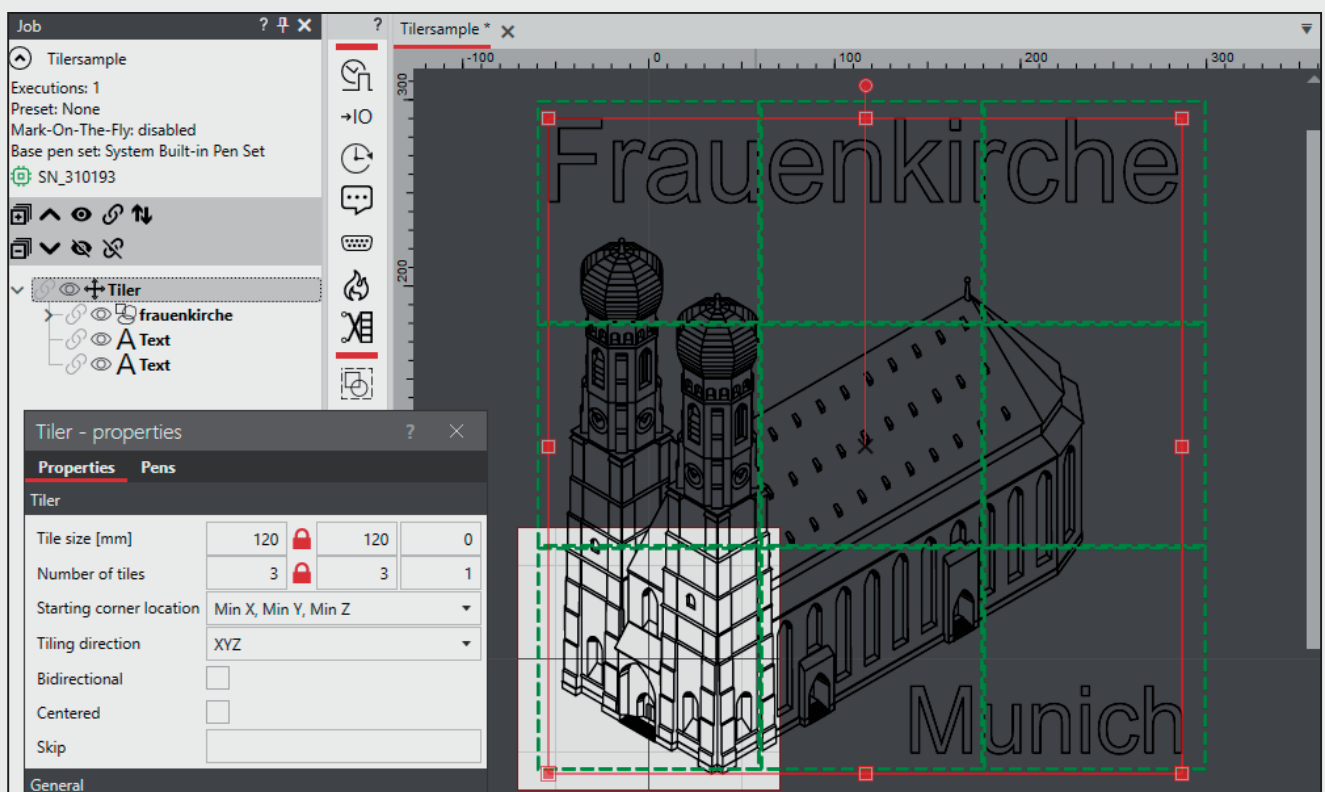 Job ?
Tilersample
Executions: 1
Preset: None
Mark-On-The-Fly: disabled
Base pen set: System Built-in Pen Set
SN_310193
Tiler
frauenkirche
A Text
A Text
?
→IO
Tilersample *
-100 0 100 200 300
300
200
Frauenkirche
Munich
Tiler - properties ?
Properties Pens
Tiler
Tile size [mm] 120 120 0
Number of tiles 3 3 1
Starting corner location Min X, Min Y, Min Z
Tiling direction XYZ
Bidirectional
Centered
Skip
General